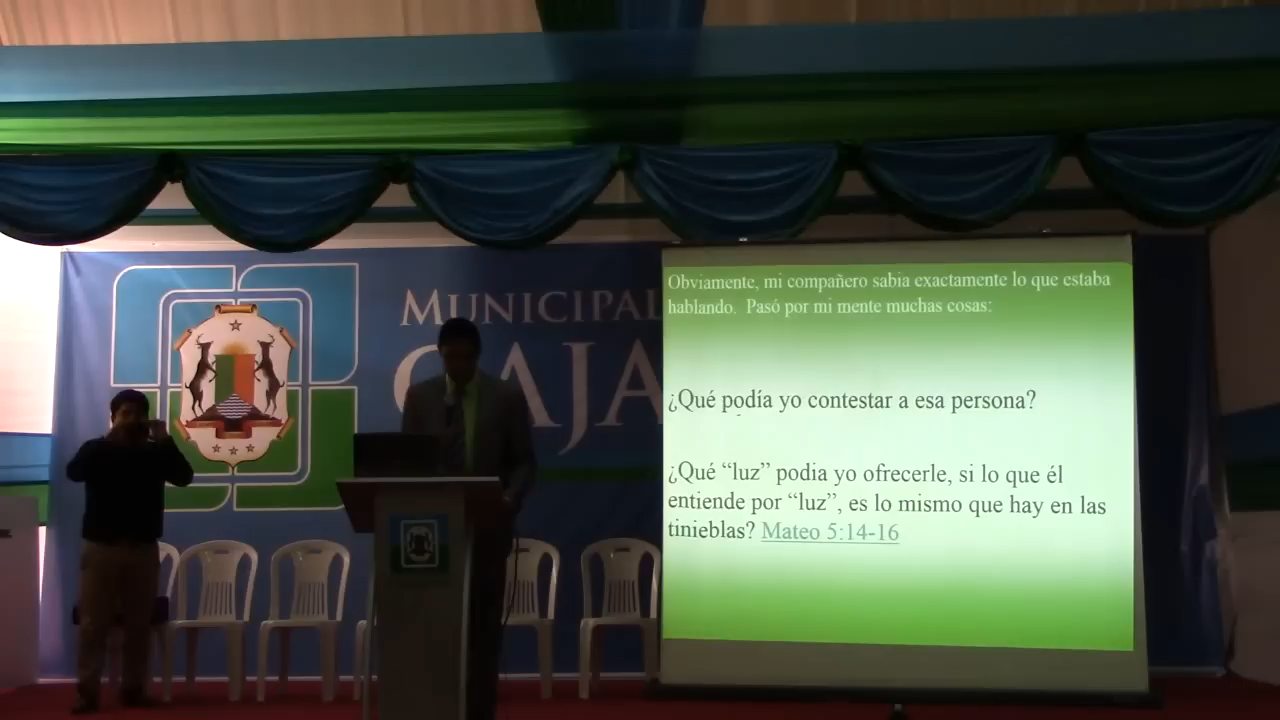 MUNICIPAL
CAJA
Obviamente, mi compañero sabia exactamente lo que estaba
hablando. Pasó por mi mente muchas cosas:
¿Qué podía yo contestar a esa persona?
¿Qué “luz” podia yo ofrecerle, si lo que él
entiende por “luz”, es lo mismo que hay en las
tinieblas? Mateo 5:14-16